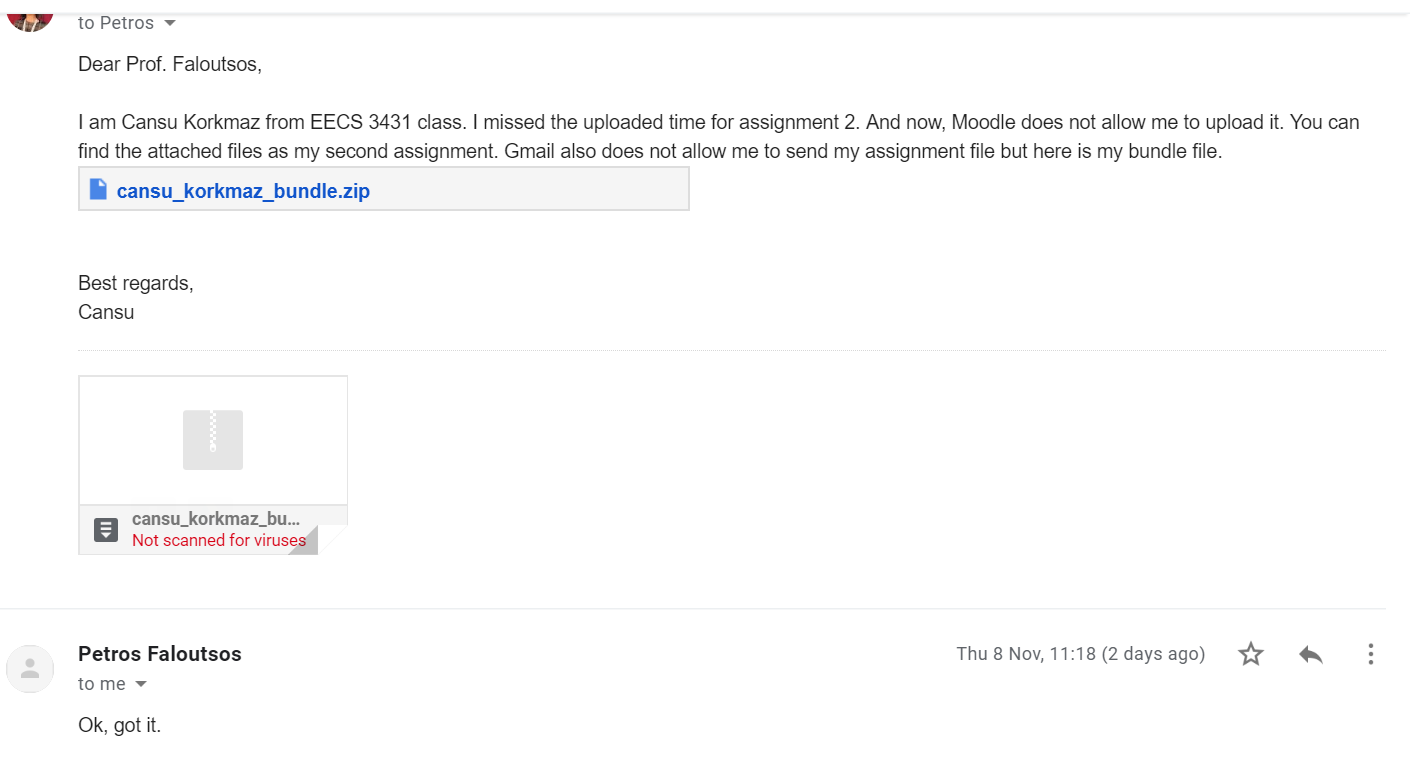 to Petros
Dear Prof. Faloutsos,
I am Cansu Korkmaz from EECS 3431 class. I missed the uploaded time for assignment 2. And now, Moodle does not allow me to upload it. You can
find the attached files as my second assignment. Gmail also does not allow me to send my assignment file but here is my bundle file.
cansu_korkmaz_bundle.zip
Best regards,
Cansu
cansu_korkmaz_bu...
Not scanned for viruses
Petros Faloutsos
Thu 8 Nov, 11:18 (2 days ago)
to me
Ok, got it.